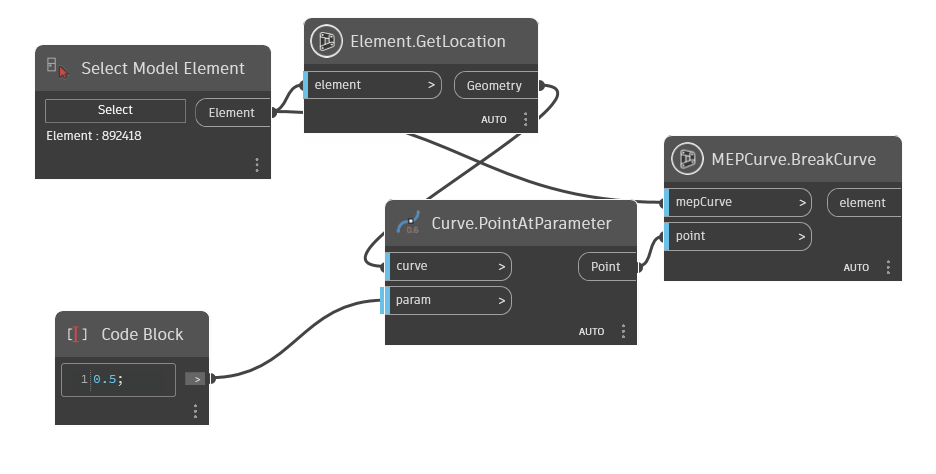 Select Model Element
Select
Element
Element : 892418
Element.GetLocation
element >
Geometry
AUTO
MEPCurve.BreakCurve
mepCurve >
element
point >
AUTO
0.6
Curve.PointAtParameter
curve >
Point
param >
AUTO
[I] Code Block
1 0.5;
>